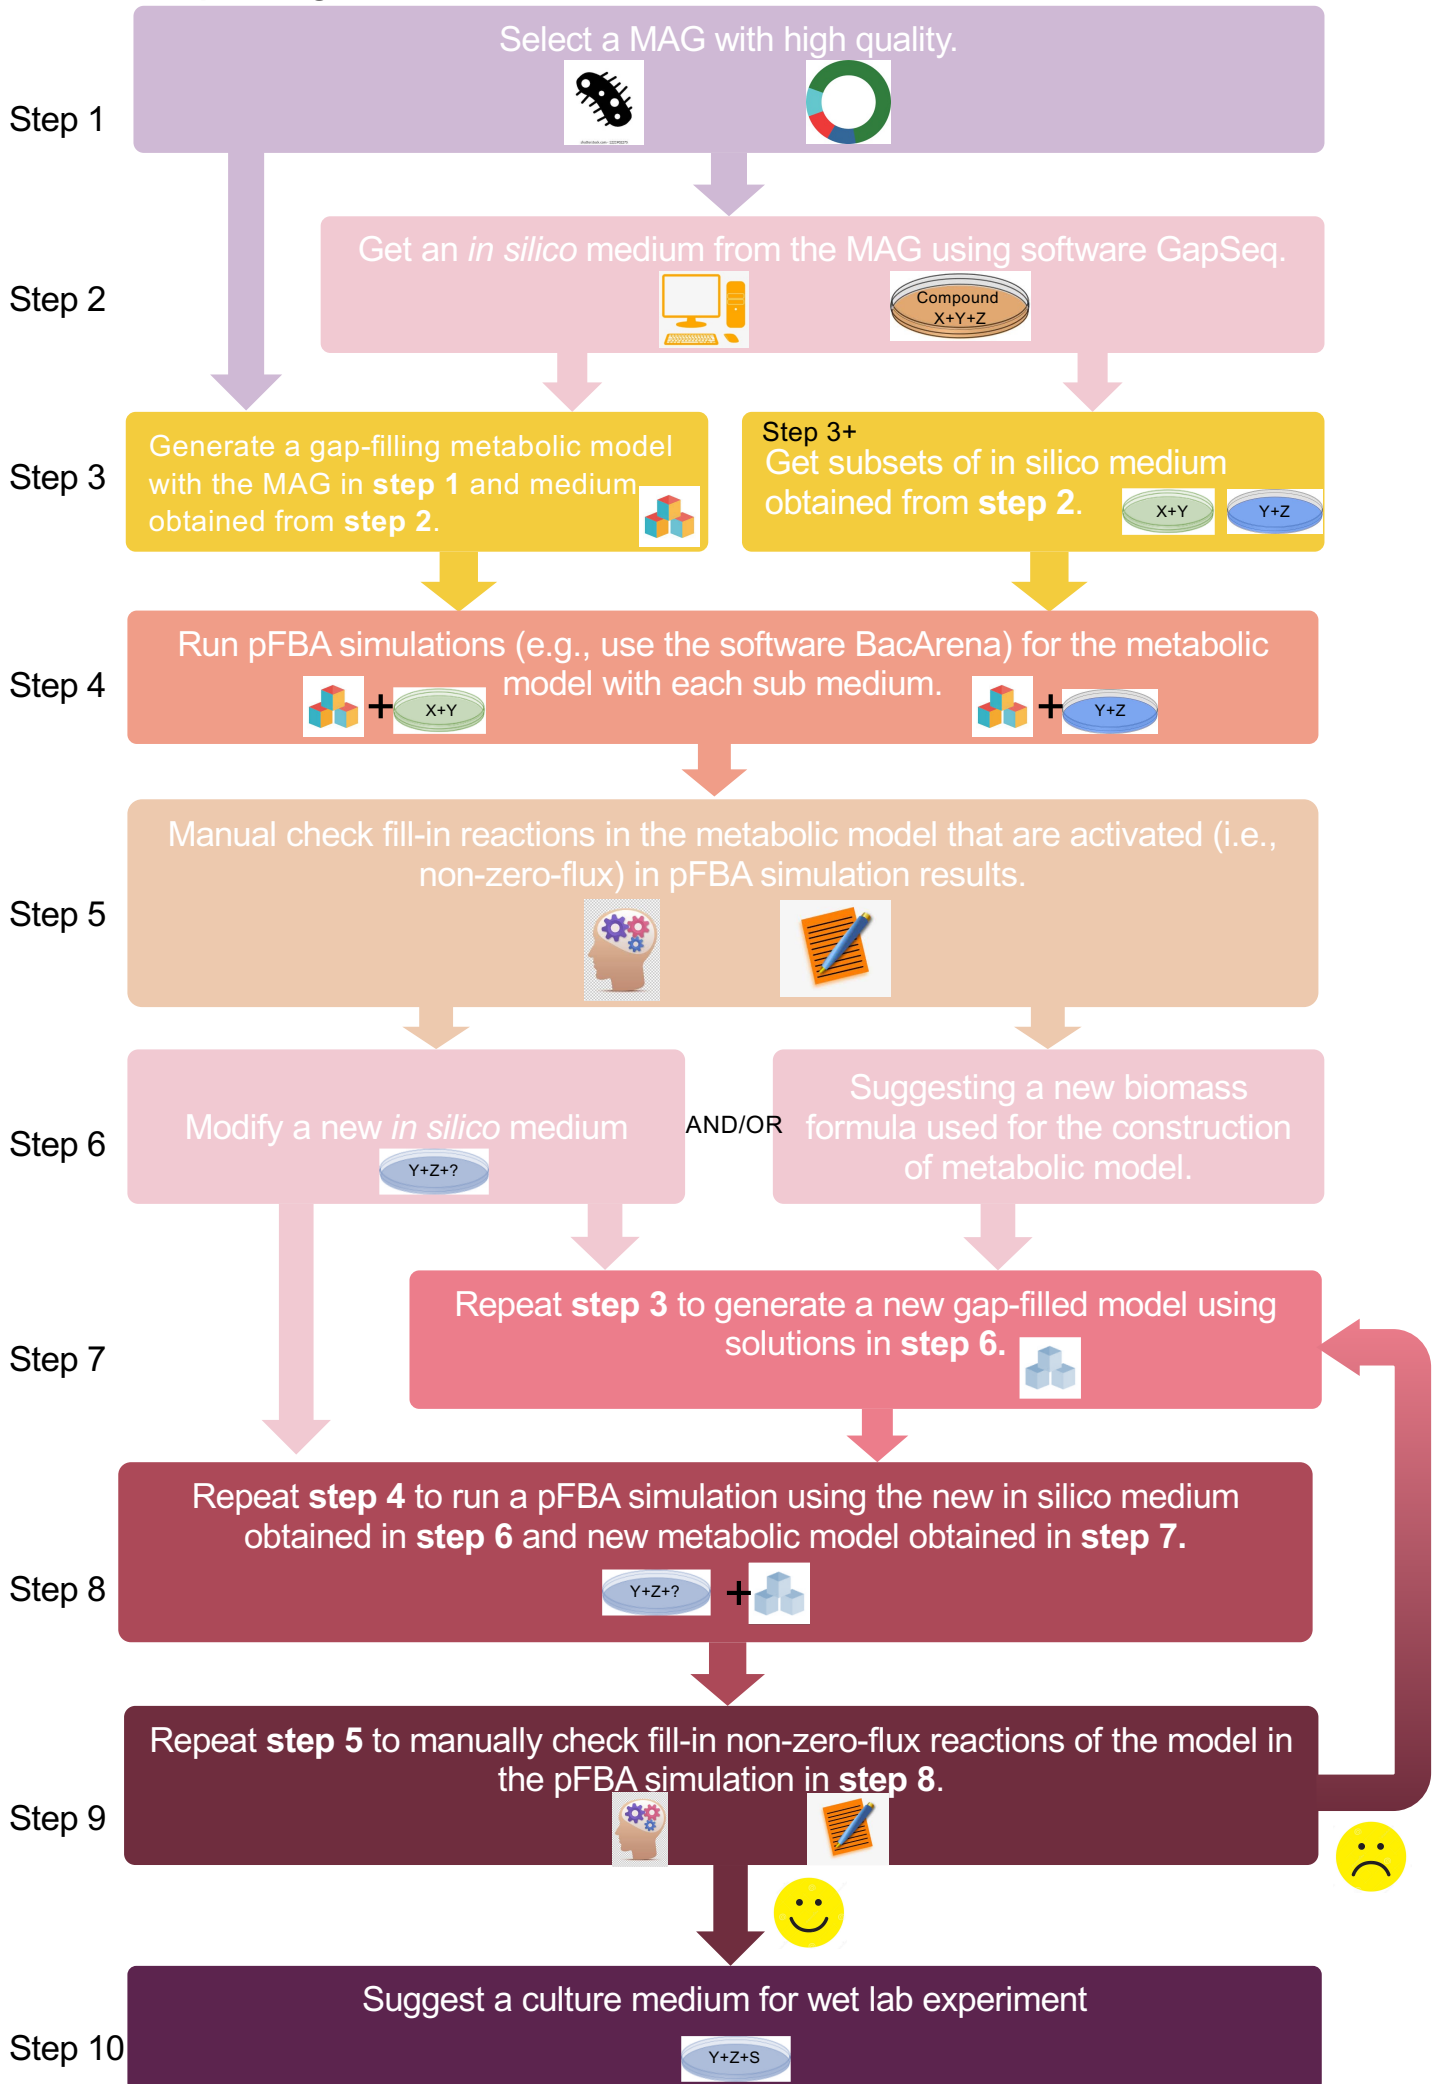 Select a MAG with high quality.
Step 1
Get an in silico medium from the MAG using software GapSeq.
Step 2
Compound
X+Y+Z
Step 3
Generate a gap-filling metabolic model
with the MAG in step 1 and medium
obtained from step 2.
Step 3+
Get subsets of in silico medium
obtained from step 2.
X+Y
Y+Z
Step 4
Run pFBA simulations (e.g., use the software BacArena) for the metabolic
model with each sub medium.
+
X+Y
+
Y+Z
Manual check fill-in reactions in the metabolic model that are activated (i.e.,
non-zero-flux) in pFBA simulation results.
Step 5
Step 6
Modify a new in silico medium
Y+Z+?
AND/OR
Suggesting a new biomass
formula used for the construction
of metabolic model.
Step 7
Repeat step 3 to generate a new gap-filled model using
solutions in step 6.
Repeat step 4 to run a pFBA simulation using the new in silico medium
obtained in step 6 and new metabolic model obtained in step 7.
Step 8
Y+Z+?
+
Repeat step 5 to manually check fill-in non-zero-flux reactions of the model in
the pFBA simulation in step 8.
Step 9
Suggest a culture medium for wet lab experiment
Step 10
Y+Z+S